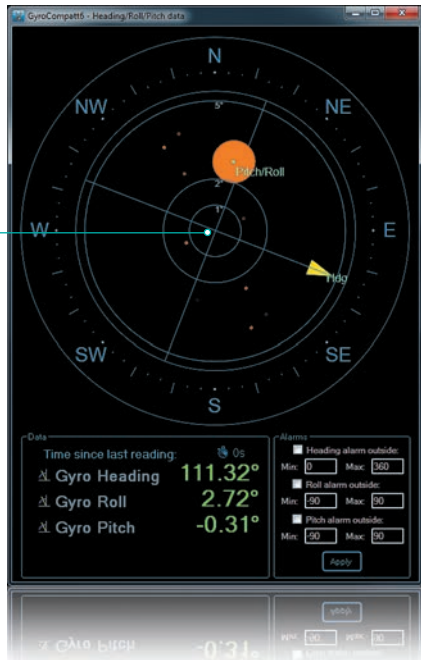 GyroCompatt6 - Heading/Roll/Pitch data
N
NW
NE
5°
Pitch/Roll
2°
1°
W
E
Hdg
SW
SE
S
Data
Time since last reading: 0s
Gyro Heading 111.32°
Gyro Roll 2.72°
Gyro Pitch -0.31°
Alarms
Heading alarm outside:
Min: 0 Max: 360
Roll alarm outside:
Min: -90 Max: 90
Pitch alarm outside:
Min: -90 Max: 90
Apply